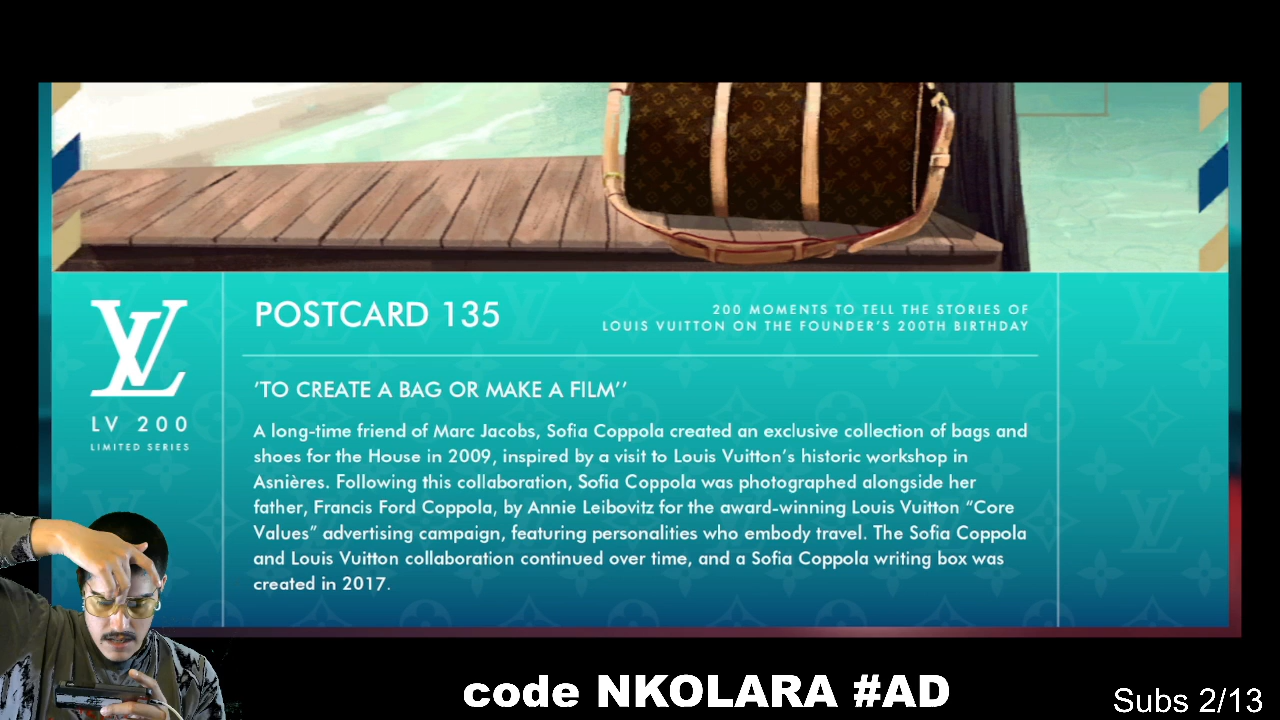 LV
LV 200
LIMITED SERIES
POSTCARD 135
200 MOMENTS TO TELL THE STORIES OF
LOUIS VUITTON ON THE FOUNDER'S 200TH BIRTHDAY
'TO CREATE A BAG OR MAKE A FILM''
A long-time friend of Marc Jacobs, Sofia Coppola created an exclusive collection of bags and
shoes for the House in 2009, inspired by a visit to Louis Vuitton's historic workshop in
Asnières. Following this collaboration, Sofia Coppola was photographed alongside her
father, Francis Ford Coppola, by Annie Leibovitz for the award-winning Louis Vuitton “Core
Values” advertising campaign, featuring personalities who embody travel. The Sofia Coppola
and Louis Vuitton collaboration continued over time, and a Sofia Coppola writing box was
created in 2017.
code NKOLARA #AD
Subs 2/13